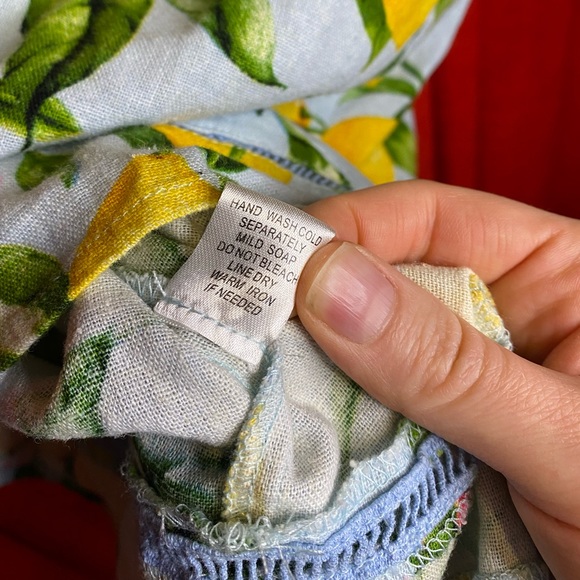 HAND WASH COLD
SEPARATELY
MILD SOAP
DO NOT BLEACH
LINE DRY
WARM IRON
IF NEEDED